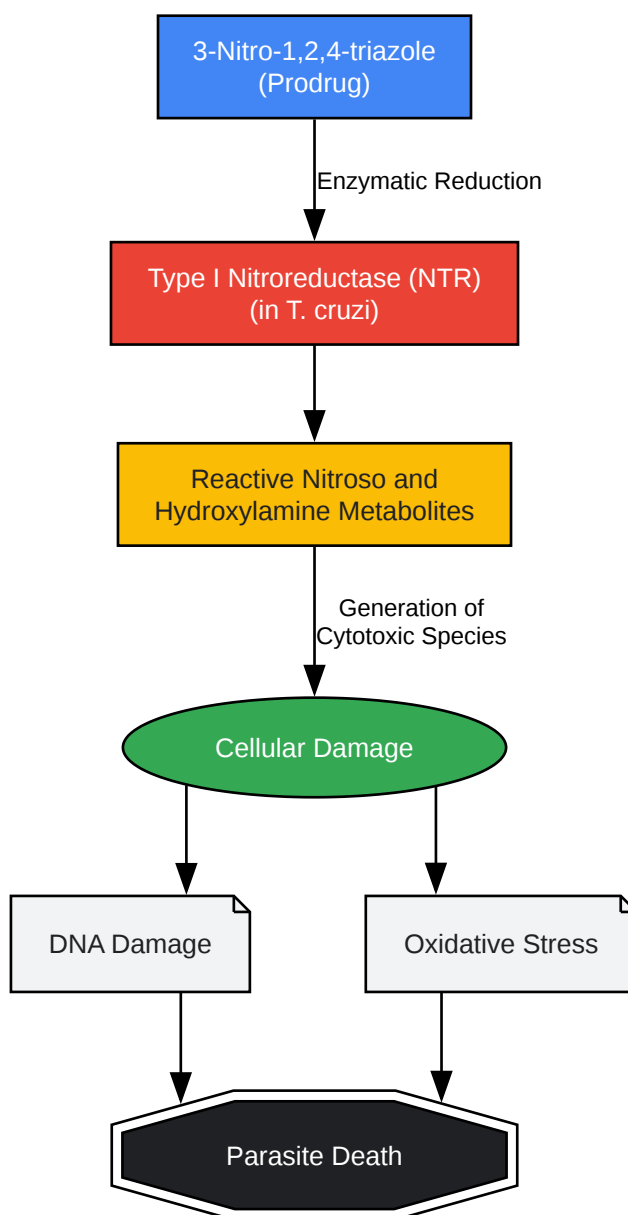 3-Nitro-1,2,4-triazole
(Prodrug)
Enzymatic Reduction
Type I Nitroreductase (NTR)
(in T. cruzi)
Reactive Nitroso and
Hydroxylamine Metabolites
Generation of
Cytotoxic Species
Cellular Damage
DNA Damage
Oxidative Stress
Parasite Death